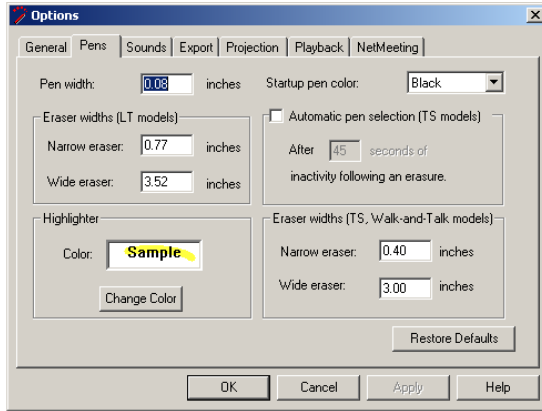 Options
General Pens Sounds Export Projection Playback NetMeeting
Pen width: 0.08 inches
Startup pen color: Black
Eraser widths (LT models)
Narrow eraser: 0.77 inches
Wide eraser: 3.52 inches
Automatic pen selection (TS models)
After 45 seconds of
inactivity following an erasure.
Highlighter
Color: Sample
Change Color
Eraser widths (TS, Walk-and-Talk models)
Narrow eraser: 0.40 inches
Wide eraser: 3.00 inches
Restore Defaults
OK Cancel Apply Help